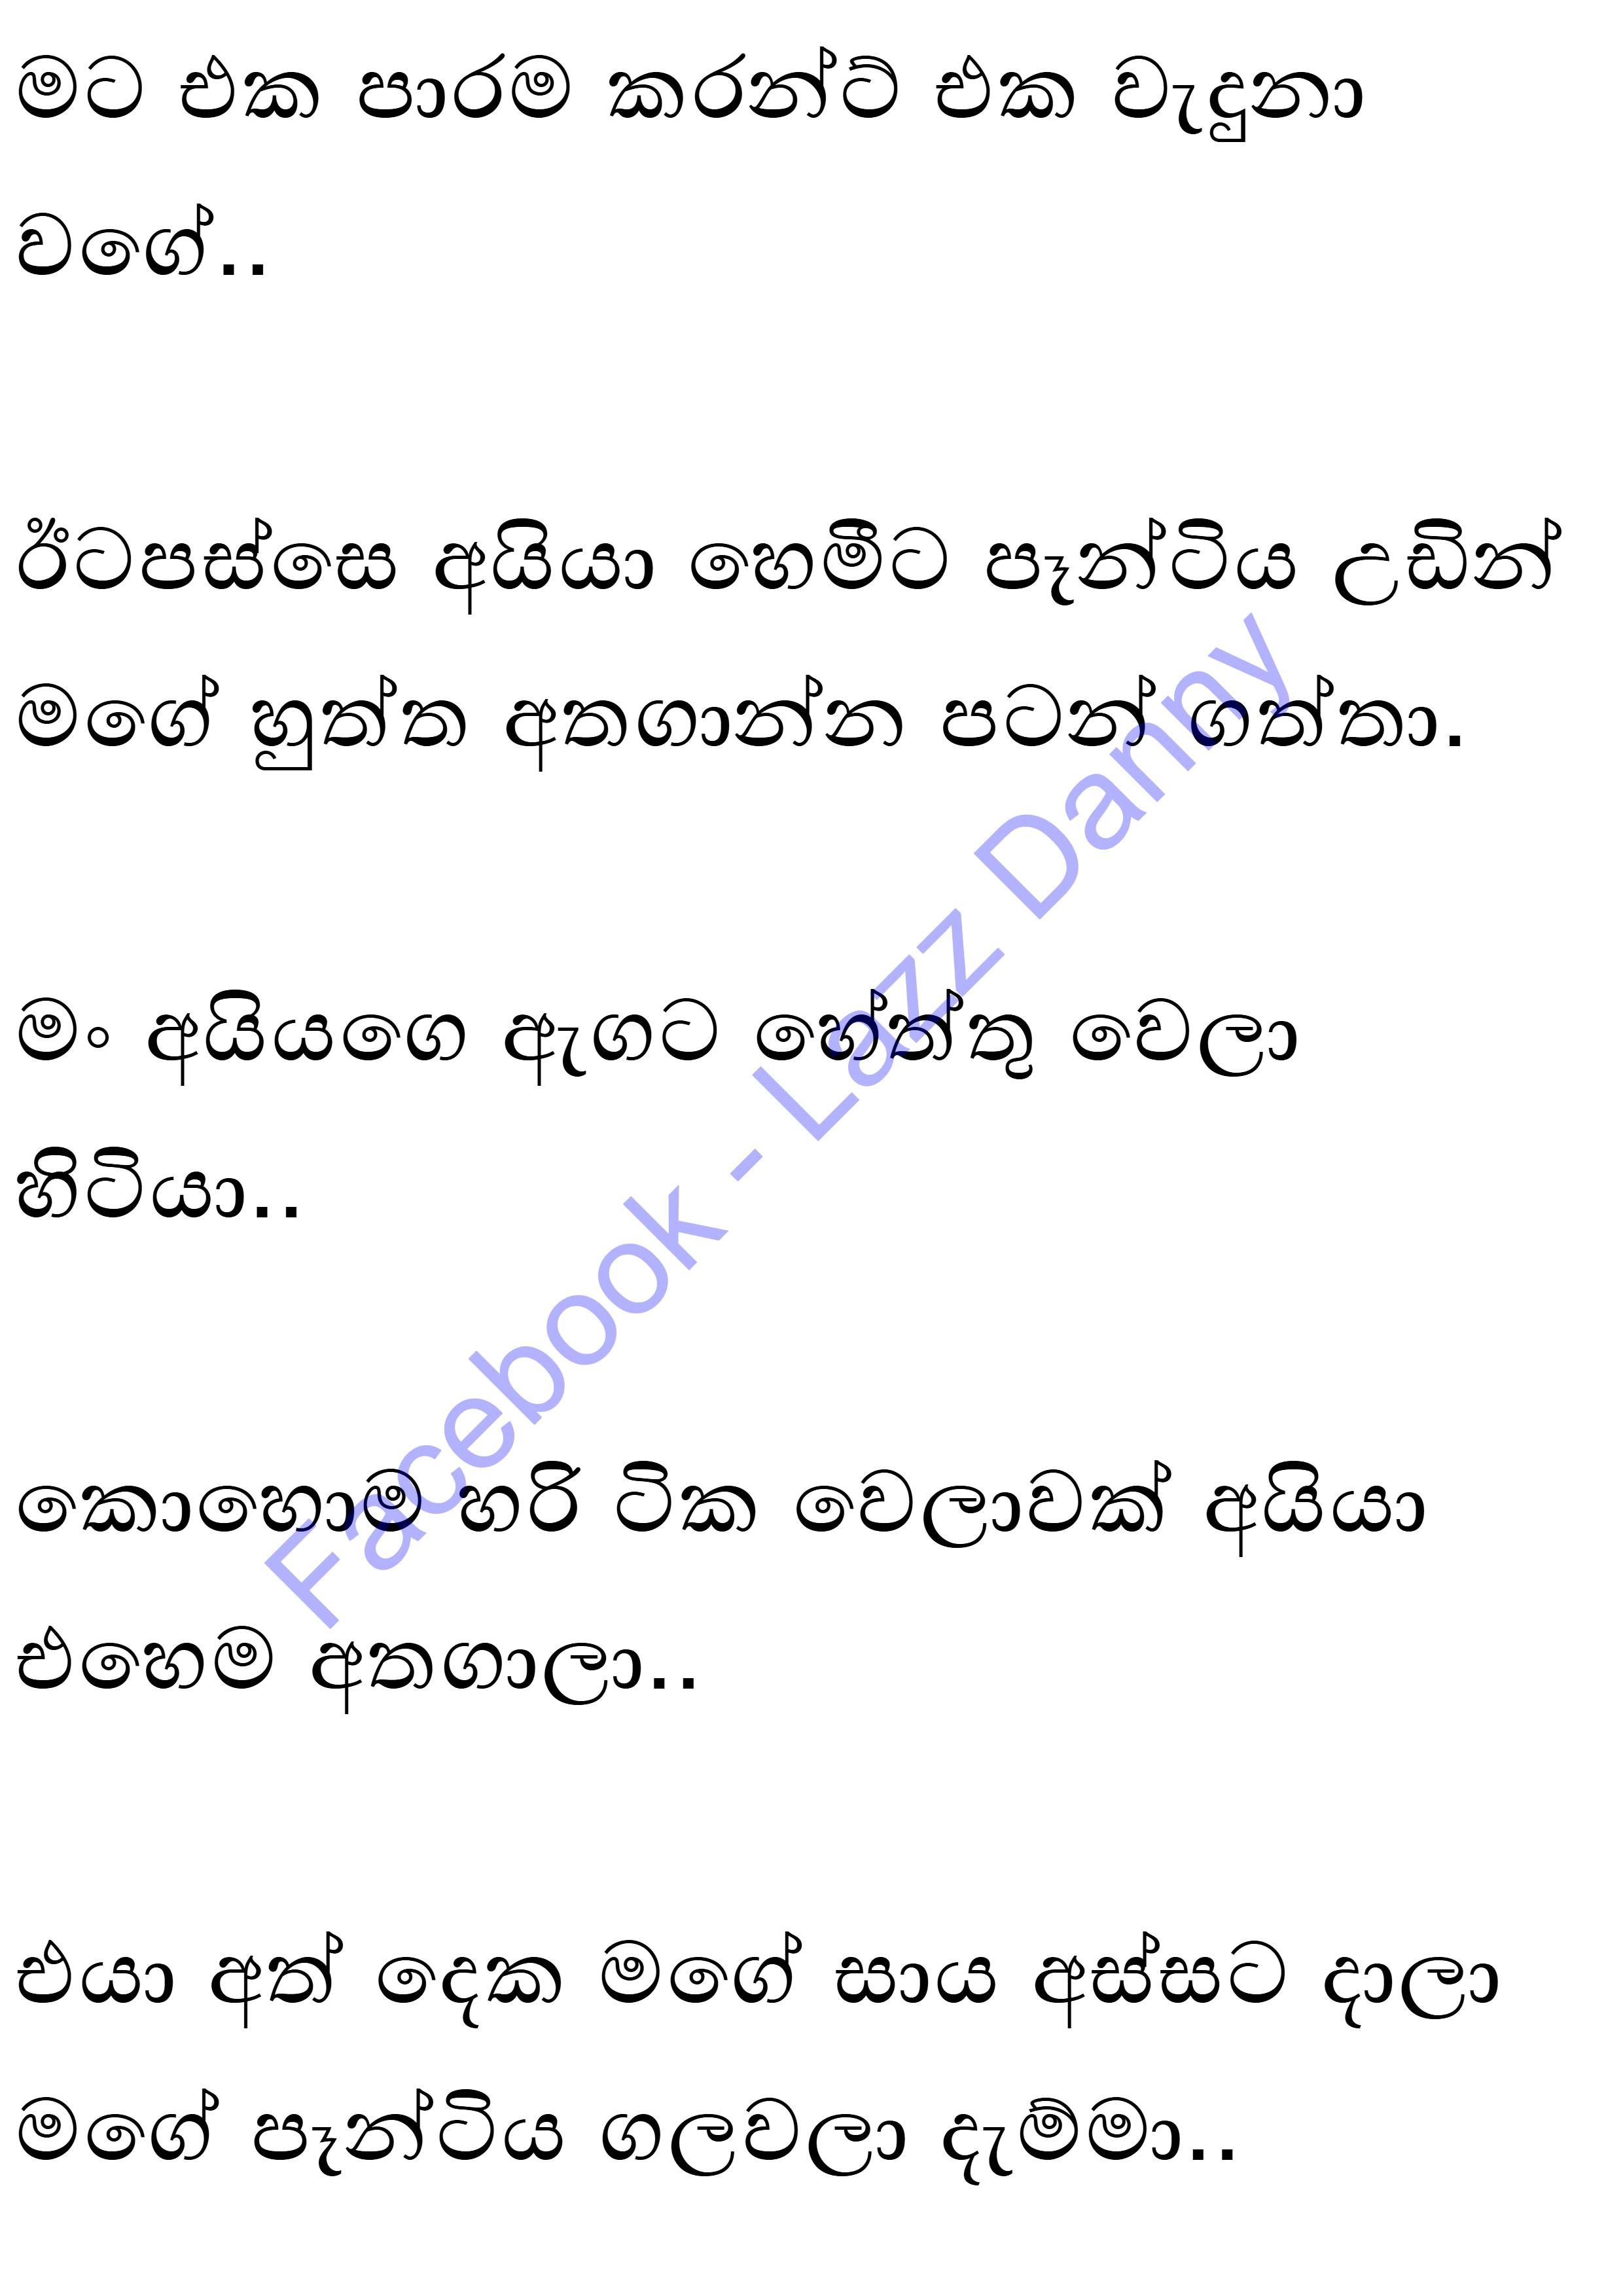 මට එක පාරම කරන්ට් එක වැදුනා
වගේ..
ඊටපස්සෙ අයියා හෙමීට පෑන්ටිය උඩින්
මගේ හුත්ත අතගාන්න පටන් ගත්තා.
මං අයියගෙ ඇගට හේත්තු වෙලා
හිටියා..
කොහොම හරි ටික වෙලාවක් අයියා
එහෙම අතගාලා..
එයා අත් දෙක මගේ සාය අස්සට දාලා
මගේ පෑන්ටිය ගලවලා දැම්මා..
Facebook - Lazz Danny